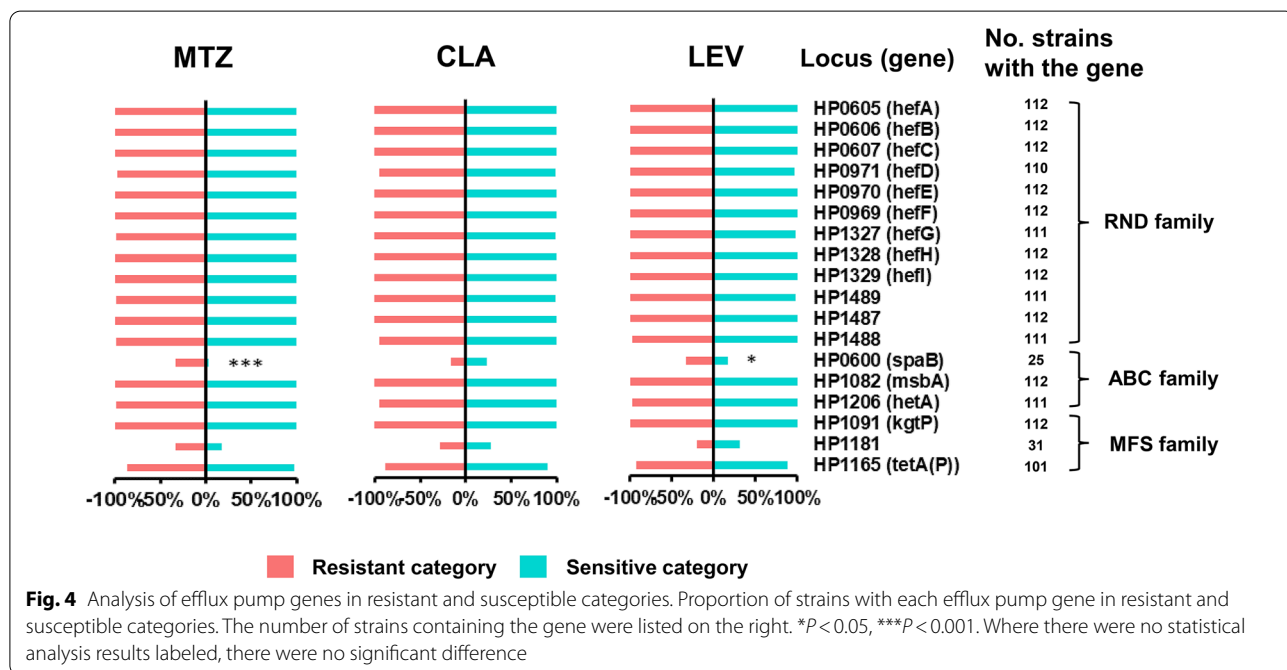 MTZ CLA LEV Locus (gene) No. strains with the gene
HP0605 (hefA) 112
HP0606 (hefB) 112
HP0607 (hefC) 112
HP0971 (hefD) 110
HP0970 (hefE) 112
HP0969 (hefF) 112
HP1327 (hefG) 111
HP1328 (hefH) 112
HP1329 (hefI) 112
HP1489 111
HP1487 112
HP1488 111
RND family
*** * HP0600 (spaB) 25
HP1082 (msbA) 112
HP1206 (hetA) 111
ABC family
HP1091 (kgtP) 112
HP1181 31
HP1165 (tetA(P)) 101
MFS family
-100% -50% 0% 50% 100% -100% -50% 0% 50% 100% -100% -50% 0% 50% 100%
Resistant category Sensitive category
Fig. 4 Analysis of efflux pump genes in resistant and susceptible categories. Proportion of strains with each efflux pump gene in resistant and
susceptible categories. The number of strains containing the gene were listed on the right. *P < 0.05, ***P < 0.001. Where there were no statistical
analysis results labeled, there were no significant difference